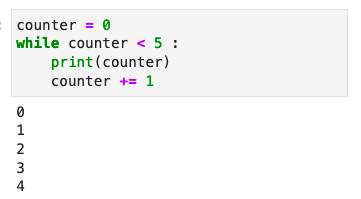 counter = 0
while counter < 5 :
    print(counter)
    counter += 1
0
1
2
3
4